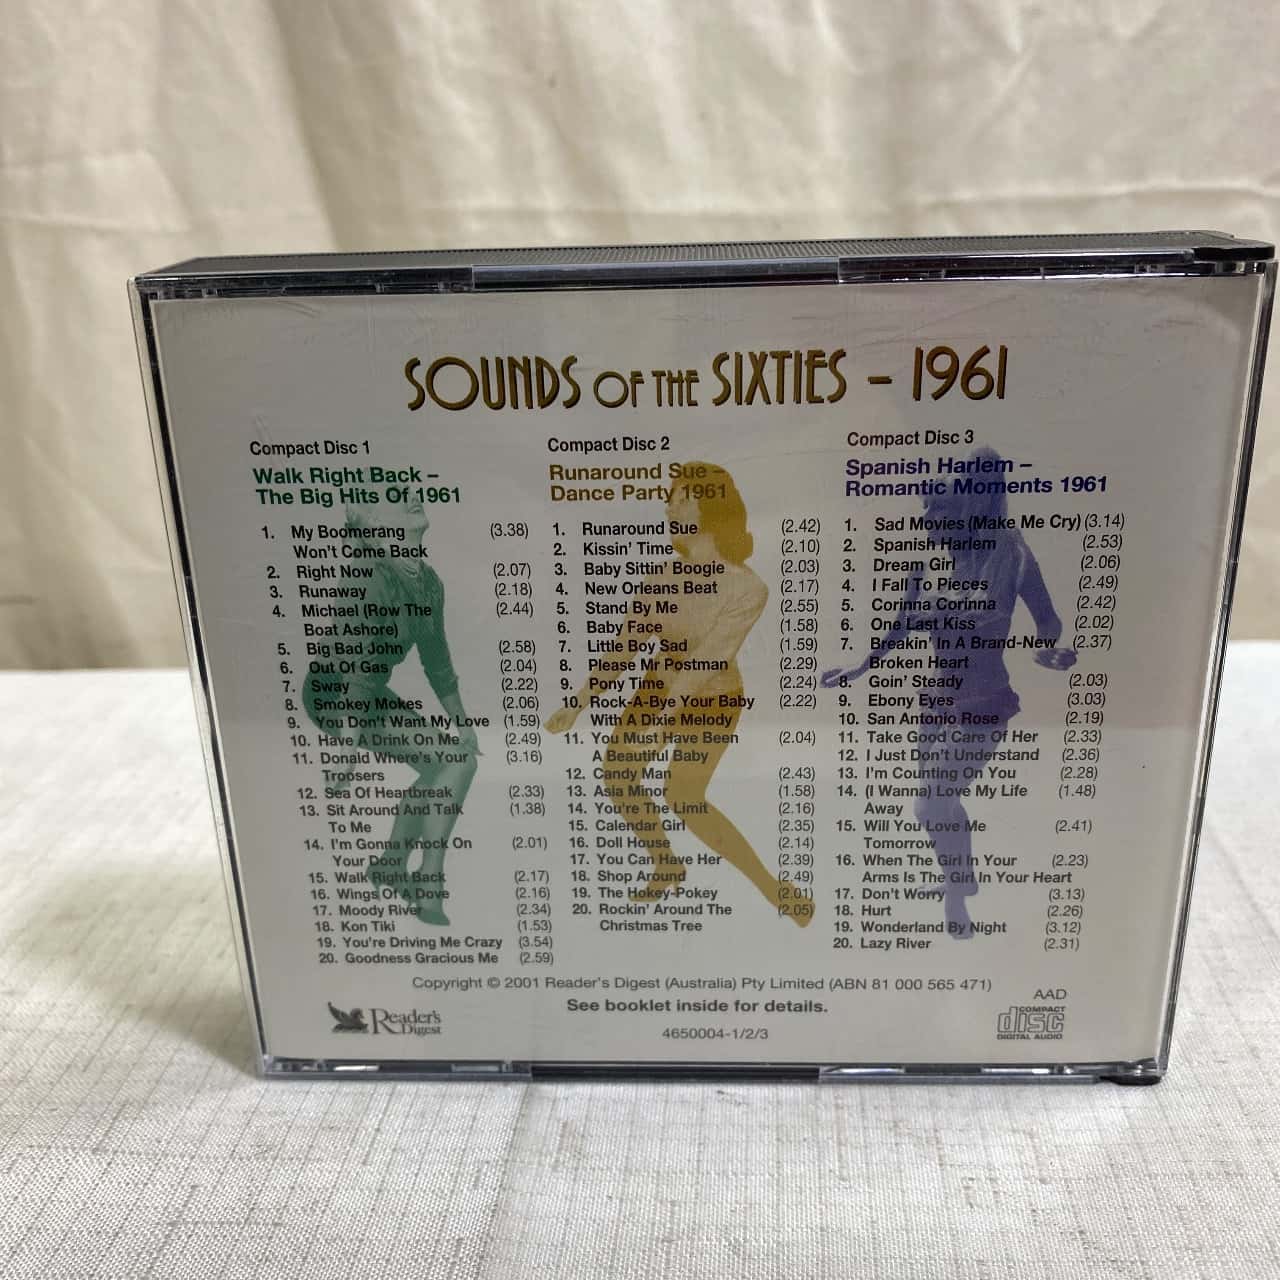 SOUNDS OF THE SIXTIES – 1961
Compact Disc 1
Walk Right Back –
The Big Hits Of 1961
1. My Boomerang (3.38)
Won't Come Back
2. Right Now (2.07)
3. Runaway (2.18)
4. Michael (Row The (2.44)
Boat Ashore)
5. Big Bad John (2.58)
6. Out Of Gas (2.04)
7. Sway (2.22)
8. Smokey Mokes (2.06)
9. You Don't Want My Love (1.59)
10. Have A Drink On Me (2.49)
11. Donald Where's Your (3.16)
Troosers
12. Sea Of Heartbreak (2.33)
13. Sit Around And Talk (1.38)
To Me
14. I'm Gonna Knock On (2.01)
Your Door
15. Walk Right Back (2.17)
16. Wings Of A Dove (2.16)
17. Moody River (2.34)
18. Kon Tiki (1.53)
19. You're Driving Me Crazy (3.54)
20. Goodness Gracious Me (2.59)
Compact Disc 2
Runaround Sue –
Dance Party 1961
1. Runaround Sue (2.42)
2. Kissin' Time (2.10)
3. Baby Sittin' Boogie (2.03)
4. New Orleans Beat (2.17)
5. Stand By Me (2.55)
6. Baby Face (1.58)
7. Little Boy Sad (1.59)
8. Please Mr Postman (2.29)
9. Pony Time (2.24)
10. Rock-A-Bye Your Baby (2.22)
With A Dixie Melody
11. You Must Have Been (2.04)
A Beautiful Baby
12. Candy Man (2.43)
13. Asia Minor (1.58)
14. You're The Limit (2.16)
15. Calendar Girl (2.35)
16. Doll House (2.14)
17. You Can Have Her (2.39)
18. Shop Around (2.49)
19. The Hokey-Pokey (2.01)
20. Rockin' Around The (2.05)
Christmas Tree
Compact Disc 3
Spanish Harlem –
Romantic Moments 1961
1. Sad Movies (Make Me Cry) (3.14)
2. Spanish Harlem (2.53)
3. Dream Girl (2.06)
4. I Fall To Pieces (2.49)
5. Corinna Corinna (2.42)
6. One Last Kiss (2.02)
7. Breakin' In A Brand-New (2.37)
Broken Heart
8. Goin' Steady (2.03)
9. Ebony Eyes (3.03)
10. San Antonio Rose (2.19)
11. Take Good Care Of Her (2.33)
12. I Just Don't Understand (2.36)
13. I'm Counting On You (2.28)
14. (I Wanna) Love My Life (1.48)
Away
15. Will You Love Me (2.41)
Tomorrow
16. When The Girl In Your (2.23)
Arms Is The Girl In Your Heart
17. Don't Worry (3.13)
18. Hurt (2.26)
19. Wonderland By Night (3.12)
20. Lazy River (2.31)
Copyright © 2001 Reader's Digest (Australia) Pty Limited (ABN 81 000 565 471)
See booklet inside for details.
4650004-1/2/3
Reader's
Digest
AAD
COMPACT
disc
DIGITAL AUDIO